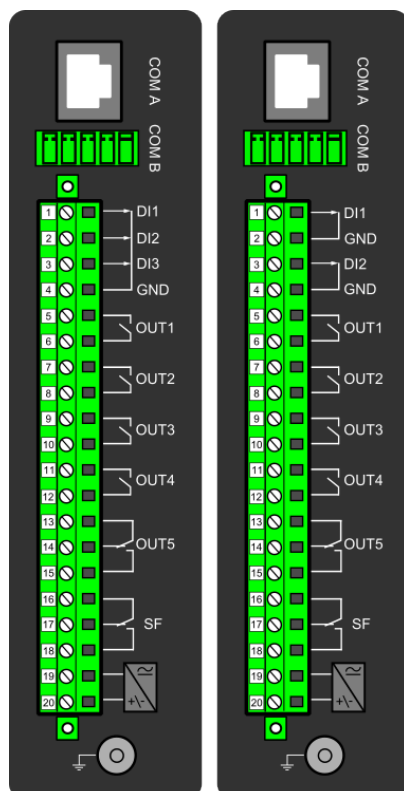 COM A
COM B
1 DI1
2 DI2
3 DI3
4 GND
5
OUT1
6
7
OUT2
8
9
OUT3
10
11
OUT4
12
13
14 OUT5
15
16
17 SF
18
19
20 +/-
COM A
COM B
1 DI1
2 GND
3 DI2
4 GND
5
OUT1
6
7
OUT2
8
9
OUT3
10
11
OUT4
12
13
14 OUT5
15
16
17 SF
18
19
20 +/-